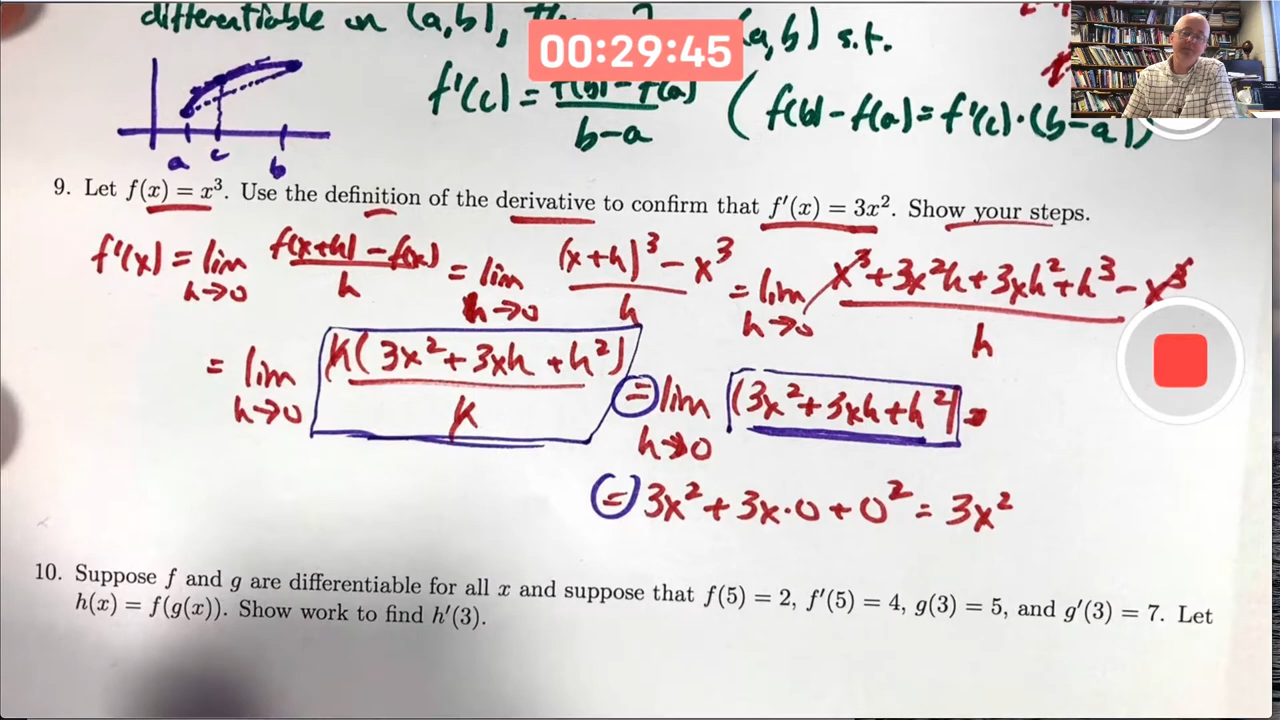 differentiable on (a,b), (a,b) s.t.
00:29:45
f'(c) = f(b) - f(a) / b-a (f(b) - f(a) = f'(c)·(b-a))
a c b
9. Let f(x) = x³. Use the definition of the derivative to confirm that f′(x) = 3x². Show your steps.
f'(x) = lim h→0 f(x+h) - f(x) / h = lim h→0 (x+h)³ - x³ / h = lim h→0 x³ + 3x²h + 3xh² + h³ - x³ / h
= lim h→0 h(3x² + 3xh + h²) / h = lim h→0 (3x² + 3xh + h²) =
= 3x² + 3x·0 + 0² = 3x²
10. Suppose f and g are differentiable for all x and suppose that f(5) = 2, f′(5) = 4, g(3) = 5, and g′(3) = 7. Let
h(x) = f(g(x)). Show work to find h′(3).